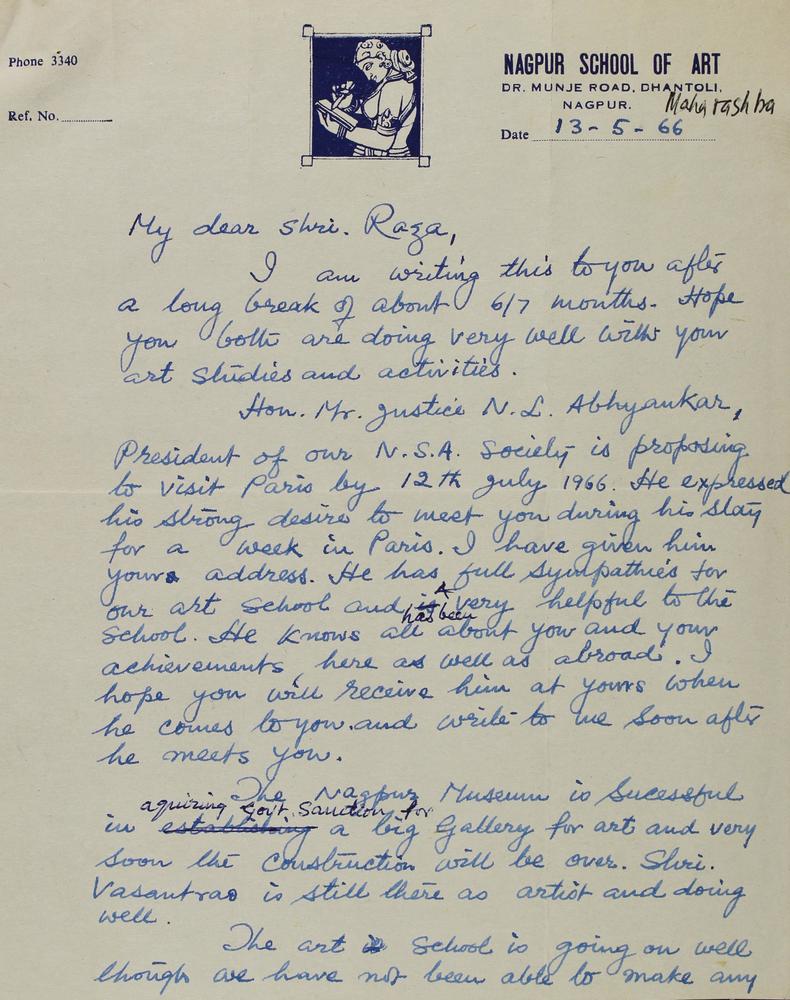 Phone 3340
Ref. No.
NAGPUR SCHOOL OF ART
DR. MUNJE ROAD, DHANTOLI,
NAGPUR. Maharashtra
Date 13-5-66
My dear Shri. Raza,
I am writing this to you after
a long break of about 6/7 months. Hope
you both are doing very well with your
art studies and activities.
Hon. Mr. Justice N. L. Abhyankar,
President of our N.S.A. Society is proposing
to visit Paris by 12th July 1966. He expressed
his strong desire to meet you during his stay
for a week in Paris. I have given him
yours address. He has full sympathies for
our art school and is has been very helpful to the
school. He knows all about you and your
achievements here as well as abroad. I
hope you will receive him at yours when
he comes to you and write to me soon after
he meets you.
The Nagpur Museum is Sucessful
aquiring Govt. Sanction for
in establishing a big Gallery for art and very
soon the construction will be over. Shri.
Vasantrao is still there as artist and doing
well.
The art is School is going on well
though we have not been able to make any